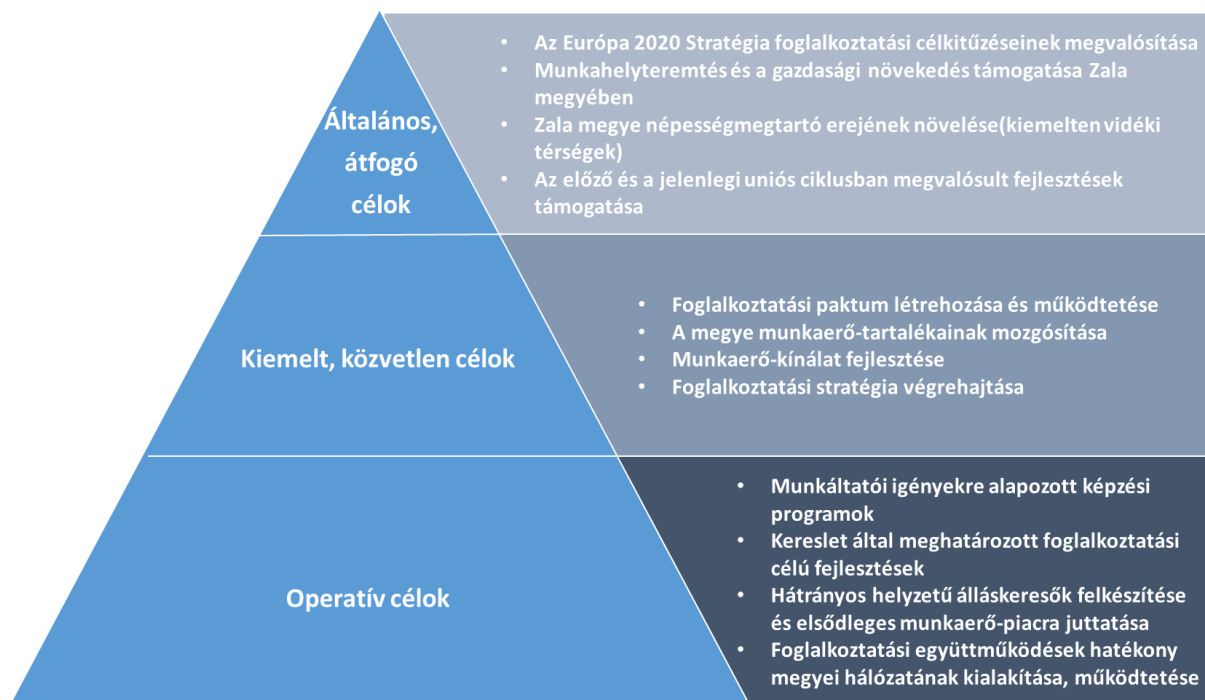 Általános,
átfogó
célok
• Az Európa 2020 Stratégia foglalkoztatási célkitűzéseinek megvalósítása
• Munkahelyteremtés és a gazdasági növekedés támogatása Zala
megyében
• Zala megye népességmegtartó erejének növelése(kiemelten vidéki
térségek)
• Az előző és a jelenlegi uniós ciklusban megvalósult fejlesztések
támogatása
Kiemelt, közvetlen célok
• Foglalkoztatási paktum létrehozása és működtetése
• A megye munkaerő-tartalékainak mozgósítása
• Munkaerő-kínálat fejlesztése
• Foglalkoztatási stratégia végrehajtása
Operatív célok
• Munkáltatói igényekre alapozott képzési
programok
• Kereslet által meghatározott foglalkoztatási
célú fejlesztések
• Hátrányos helyzetű álláskeresők felkészítése
és elsődleges munkaerő-piacra juttatása
• Foglalkoztatási együttműködések hatékony
megyei hálózatának kialakítása, működtetése